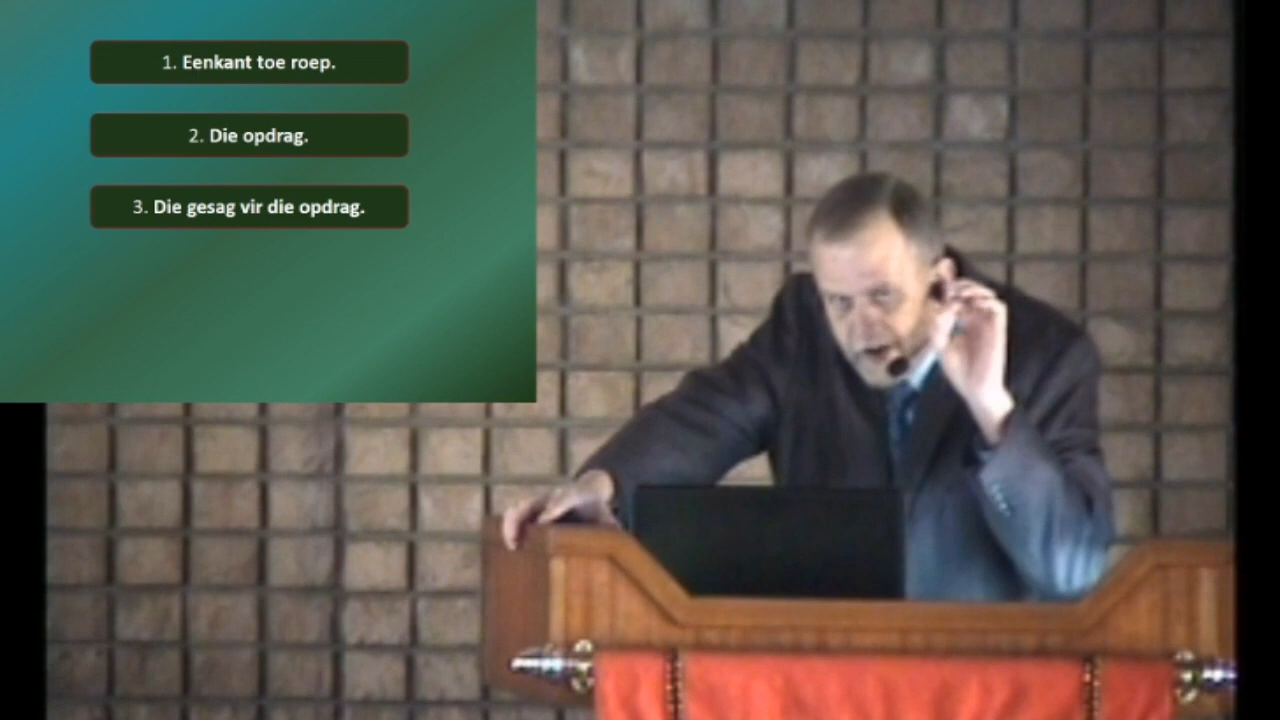 1. Eenkant toe roep.
2. Die opdrag.
3. Die gesag vir die opdrag.